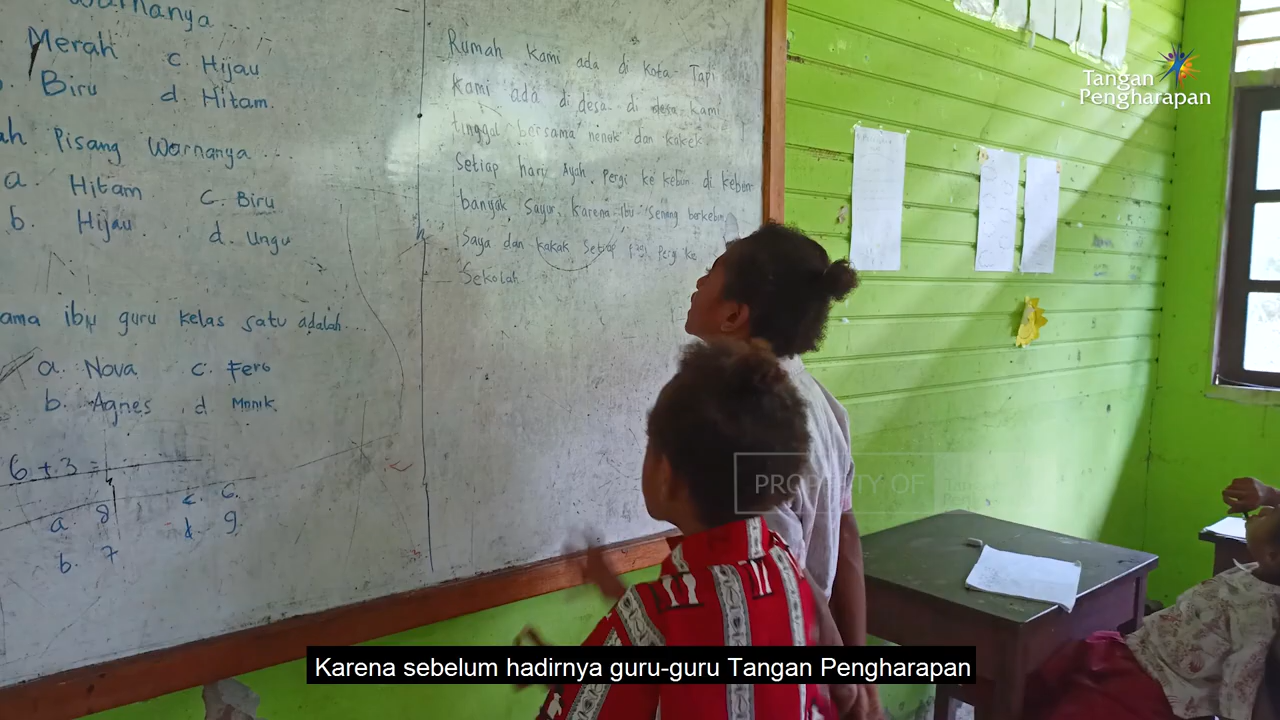 Warnanya...
Merah c. Hijau
Biru d. Hitam.
Pisang Warnanya...
a. Hitam c. Biru
b. Hijau d. ungu
ama ibu guru kelas satu adalah...
a. Nova c. Fero
b. Agnes d Monik
6 + 3 =
a. 8 c. 6.
b. 7 d. 9
Rumah Kami ada di kota Tapi
kami ada di desa di desa kami
tinggal bersama nenek dan kakek
Setiap hari Ayah pergi ke kebun di kebun
banyak Sayur, karena ibu Senang berkebun
Saya dan kakak Setiap pergi ke
Sekolah
Tangan
Pengharapan
PROPERTY OF
Karena sebelum hadirnya guru-guru Tangan Pengharapan